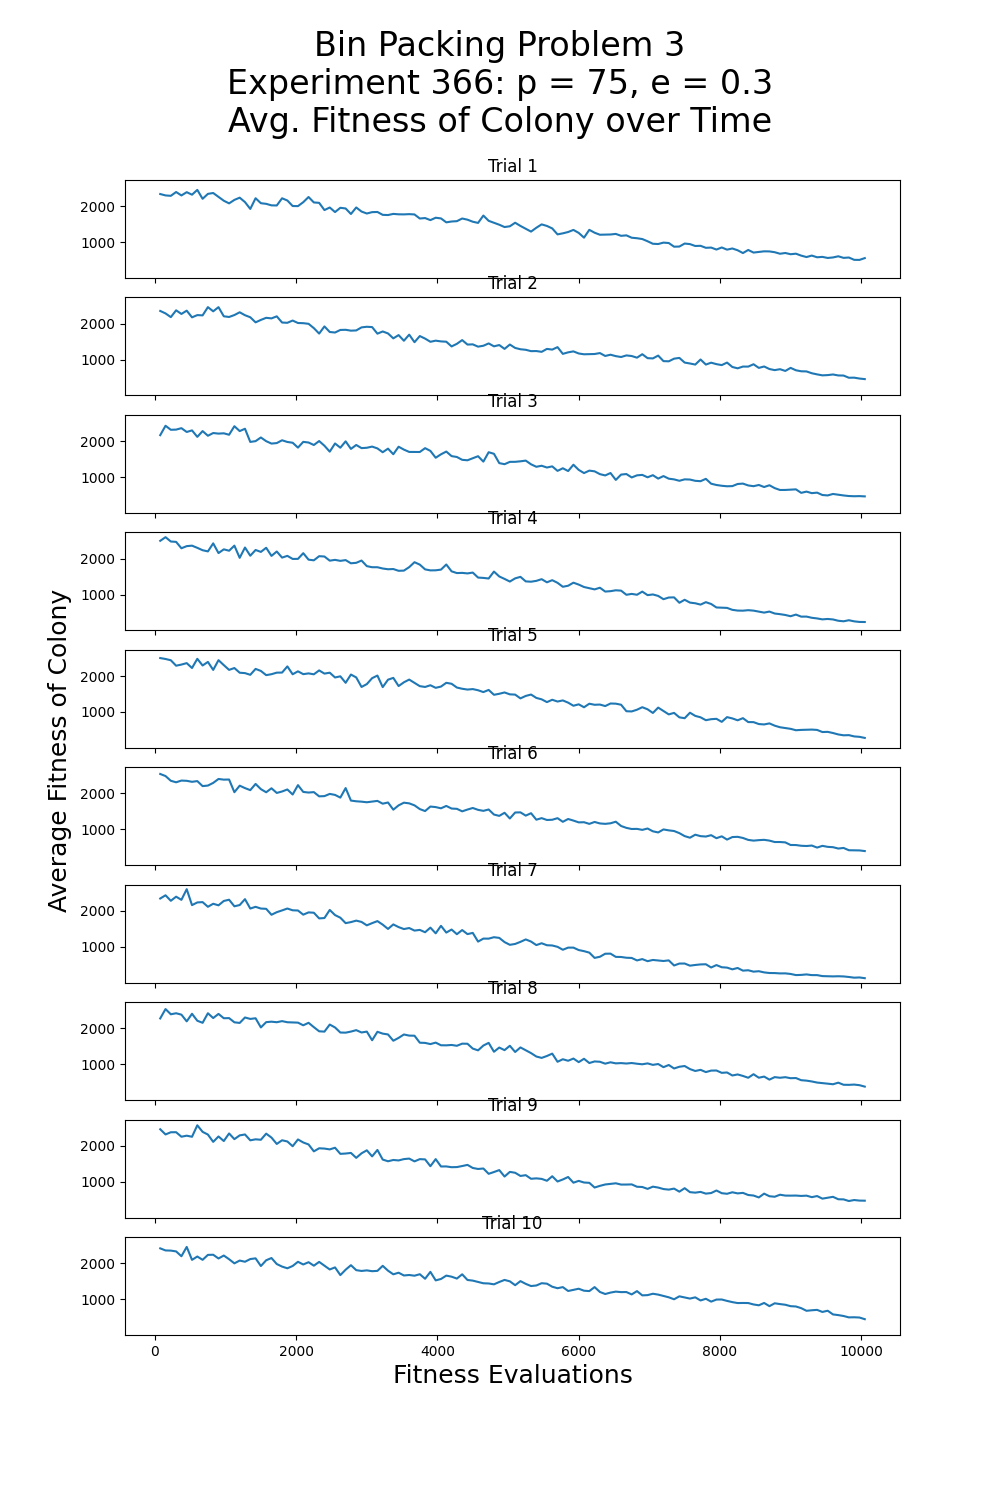 Bin Packing Problem 3
Experiment 366: p = 75, e = 0.3
Avg. Fitness of Colony over Time
Trial 1
2000
1000
Trial 2
2000
1000
Trial 3
2000
1000
Trial 4
2000
1000
Trial 5
2000
1000
Trial 6
2000
1000
Trial 7
2000
1000
Trial 8
2000
1000
Trial 9
2000
1000
Trial 10
2000
1000
0 2000 4000 6000 8000 10000
Fitness Evaluations
Average Fitness of Colony